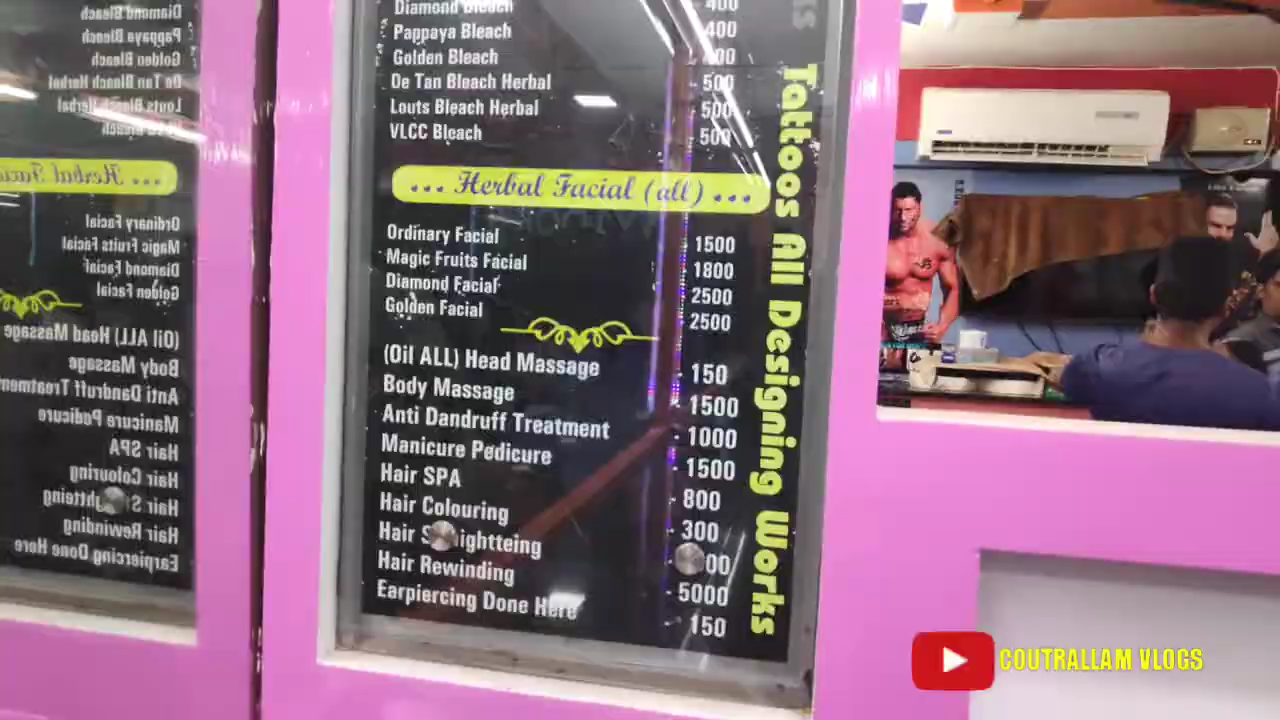 Diamond Bleach 400
Pappaya Bleach 400
Golden Bleach 400
De Tan Bleach Herbal - 500
Louts Bleach Herbal - 500
VLCC Bleach - 500
... Herbal Facial (all) ...
Ordinary Facial - 1500
Magic Fruits Facial 1800
Diamond Facial 2500
Golden Facial 2500
(Oil ALL) Head Massage - 150
Body Massage - 1500
Anti Dandruff Treatment - 1000
Manicure Pedicure - 1500
Hair SPA - 800
Hair Colouring - 300
Hair
Hair Rewinding - 5000
Earpiercing Done Here - 150
Tattoos All Designing Works
COUTRALLAM VLOGS